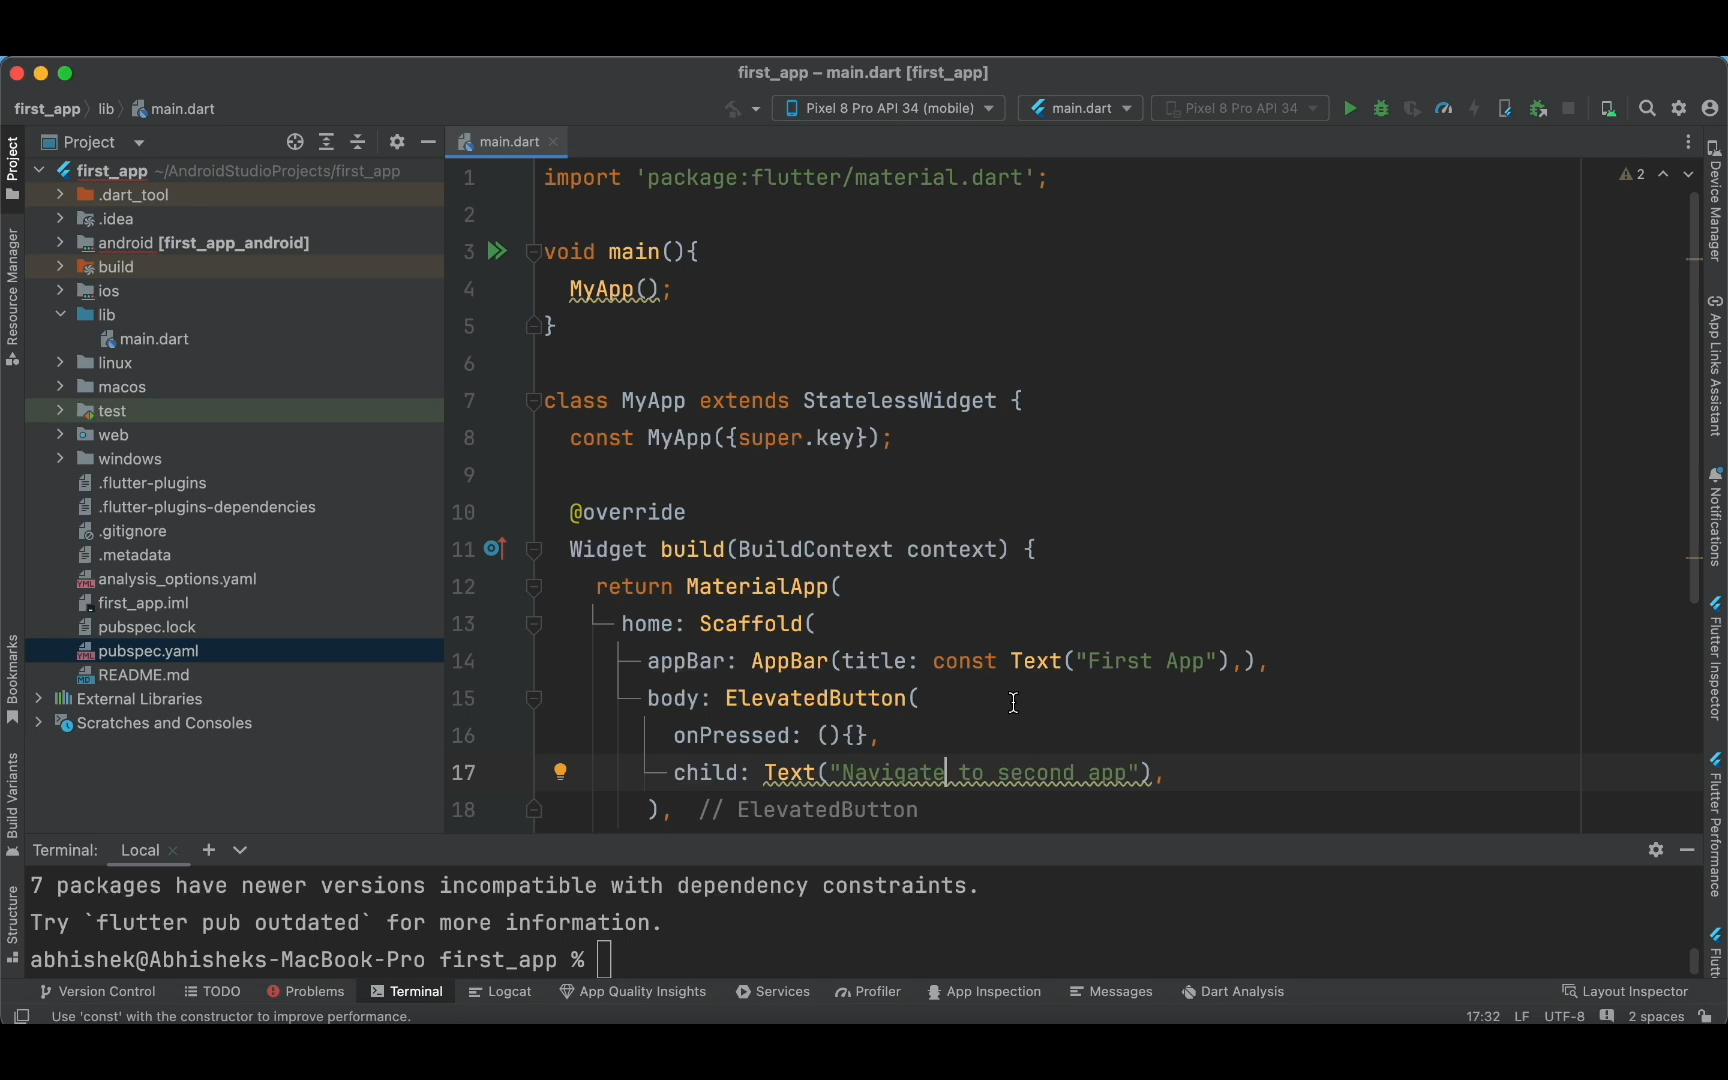 first_app – main.dart [first_app]
first_app
lib
main.dart
Pixel 8 Pro API 34 (mobile)
main.dart
Pixel 8 Pro API 34
Project
main.dart
first_app ~/AndroidStudioProjects/first_app
.dart_tool
.idea
android [first_app_android]
build
ios
lib
main.dart
linux
macos
test
web
windows
.flutter-plugins
.flutter-plugins-dependencies
.gitignore
.metadata
analysis_options.yaml
first_app.iml
pubspec.lock
pubspec.yaml
README.md
External Libraries
Scratches and Consoles
Project
Resource Manager
Bookmarks
Build Variants
Structure
1 import 'package:flutter/material.dart';
2
3 void main(){
4 MyApp();
5 }
6
7 class MyApp extends StatelessWidget {
8 const MyApp({super.key});
9
10 @override
11 Widget build(BuildContext context) {
12 return MaterialApp(
13 home: Scaffold(
14 appBar: AppBar(title: const Text("First App"),),
15 body: ElevatedButton(
16 onPressed: (){},
17 child: Text("Navigate to second app"),
18 ), // ElevatedButton
2
Device Manager
App Links Assistant
Notifications
Flutter Inspector
Flutter Performance
Flutt
Terminal: Local
7 packages have newer versions incompatible with dependency constraints.
Try `flutter pub outdated` for more information.
abhishek@Abhisheks-MacBook-Pro first_app %
Version Control
TODO
Problems
Terminal
Logcat
App Quality Insights
Services
Profiler
App Inspection
Messages
Dart Analysis
Layout Inspector
Use 'const' with the constructor to improve performance.
17:32 LF UTF-8 2 spaces